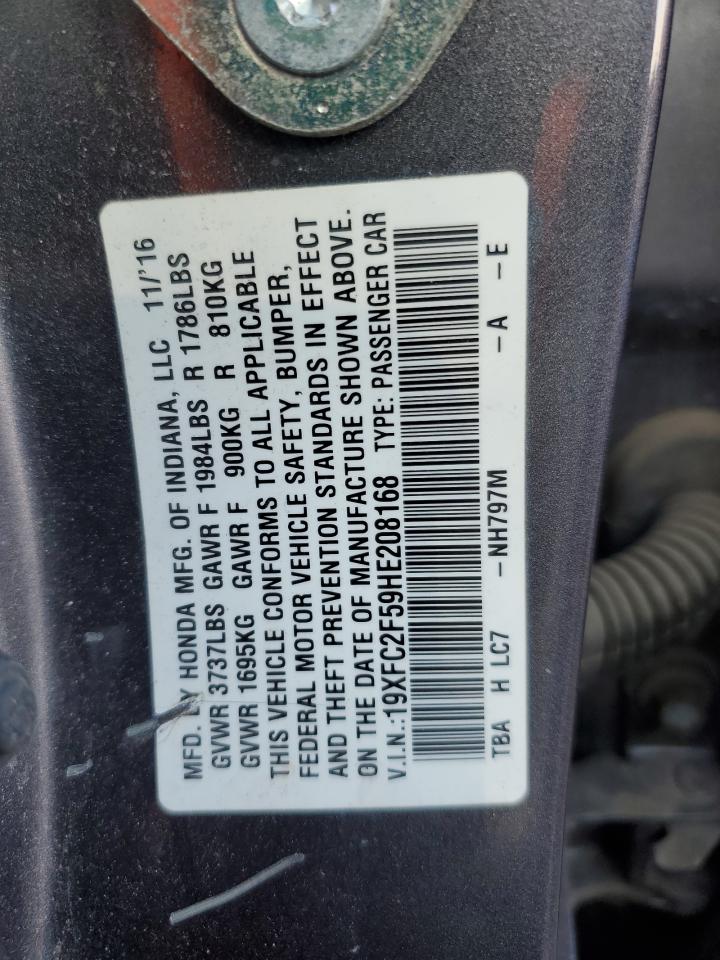 MFD. BY HONDA MFG. OF INDIANA, LLC 11/'16
GVWR 3737LBS GAWR F 1984LBS R 1786LBS
GVWR 1695KG GAWR F 900KG R 810KG
THIS VEHICLE CONFORMS TO ALL APPLICABLE
FEDERAL MOTOR VEHICLE SAFETY, BUMPER,
AND THEFT PREVENTION STANDARDS IN EFFECT
ON THE DATE OF MANUFACTURE SHOWN ABOVE.
V.I.N.:19XFC2F59HE208168 TYPE: PASSENGER CAR
TBA H LC7 –NH797M –A –E